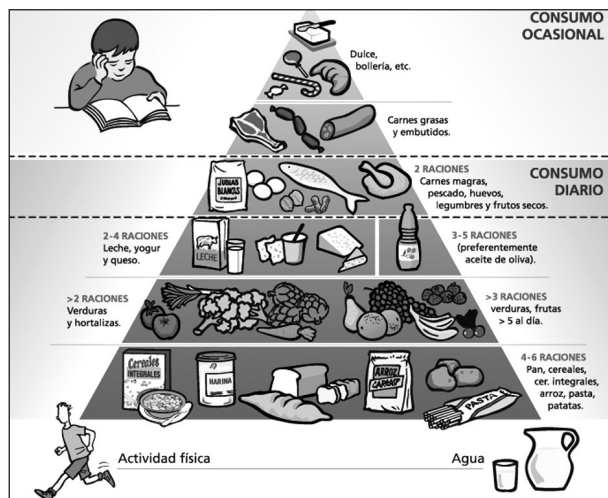 CONSUMO
OCASIONAL
Dulce,
bollería, etc.
Carnes grasas
y embutidos.
CONSUMO
DIARIO
2 RACIONES
Carnes magras,
pescado, huevos,
legumbres y frutos secos.
JUDIAS
BLANCAS
2-4 RACIONES
Leche, yogur
y queso.
LECHE
3-5 RACIONES
(preferentemente
aceite de oliva).
>2 RACIONES
Verduras
y hortalizas.
>3 RACIONES
verduras, frutas
> 5 al día.
Cereales
INTEGRALES
HARINA
ARROZ
PASTA
4-6 RACIONES
Pan, cereales,
cer. integrales,
arroz, pasta,
patatas.
Actividad física
Agua